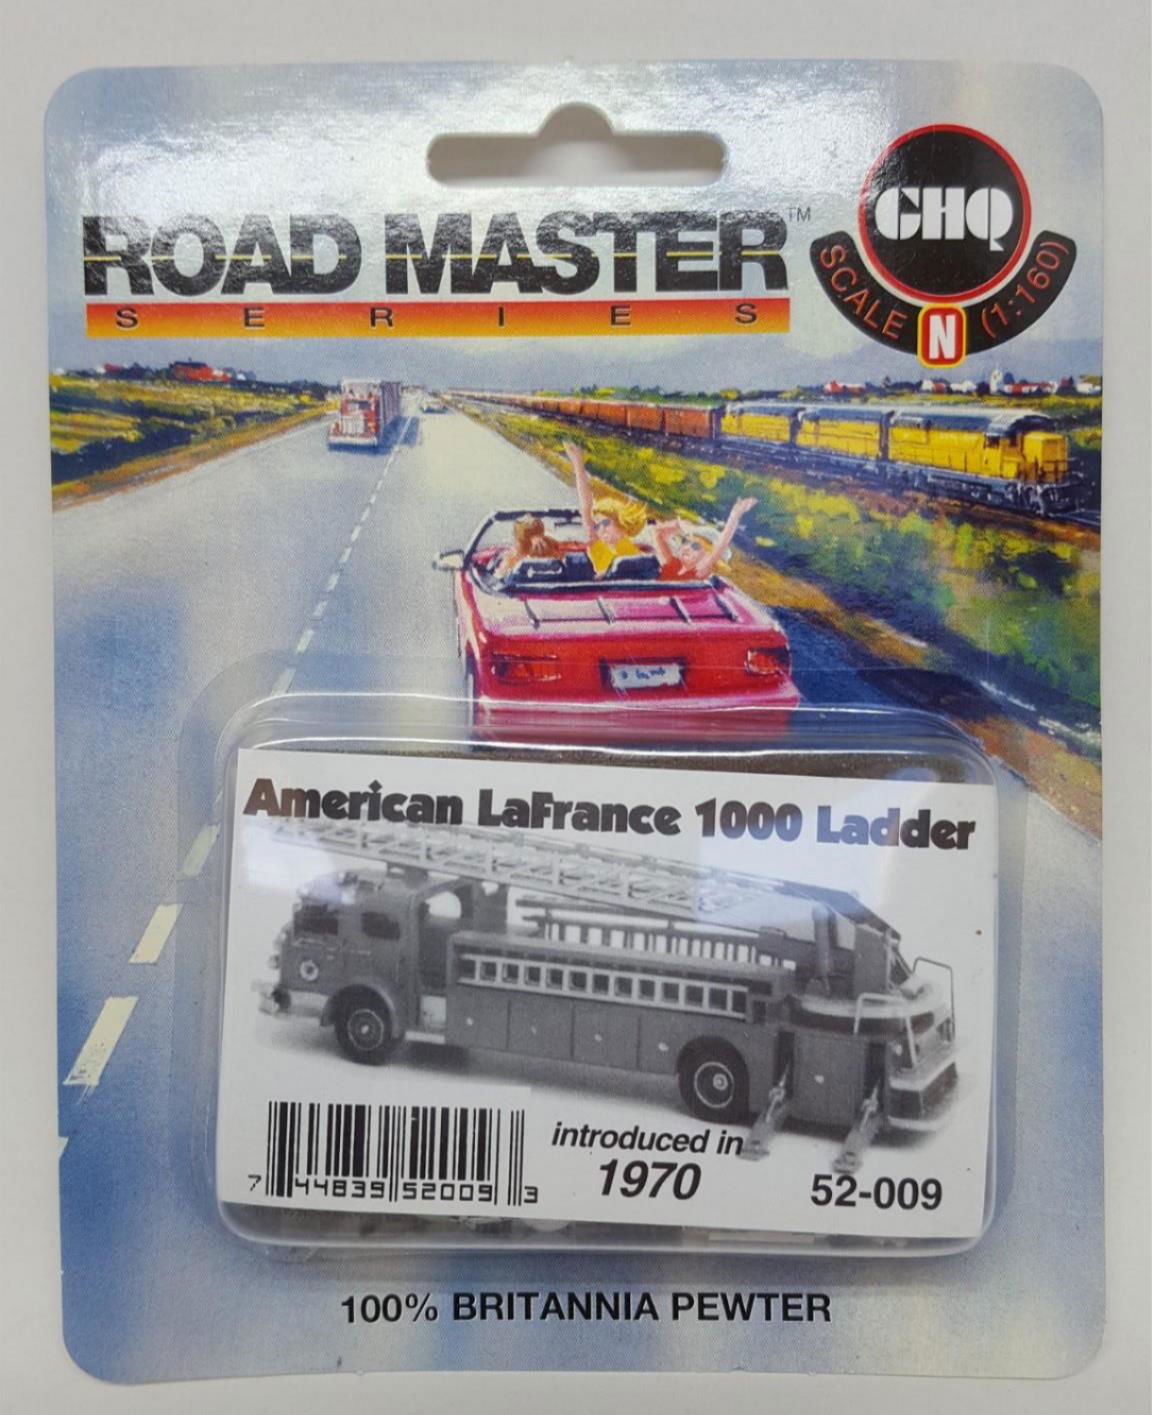 ROAD MASTER™
SERIES
GHQ
SCALE N (1:160)
American LaFrance 1000 Ladder
introduced in
1970
7 44839 52009 3
52-009
100% BRITANNIA PEWTER